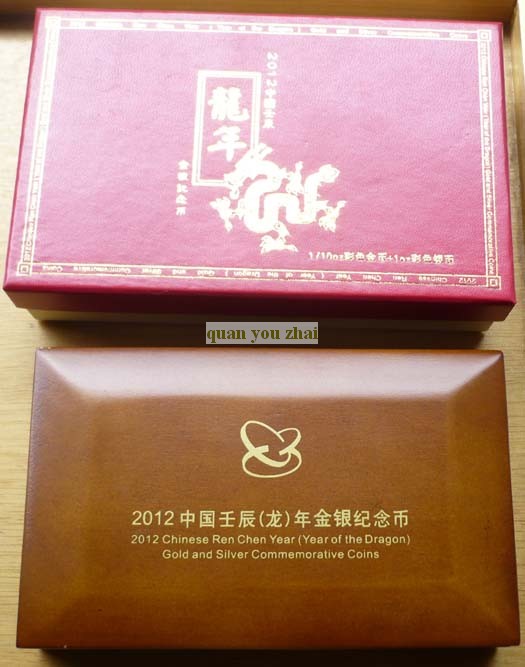 2012中国壬辰
龍年
金银纪念币
1/10oz彩色金币+1oz彩色银币
quan you zhai
2012 中国壬辰(龙)年金银纪念币
2012 Chinese Ren Chen Year (Year of the Dragon)
Gold and Silver Commemorative Coins